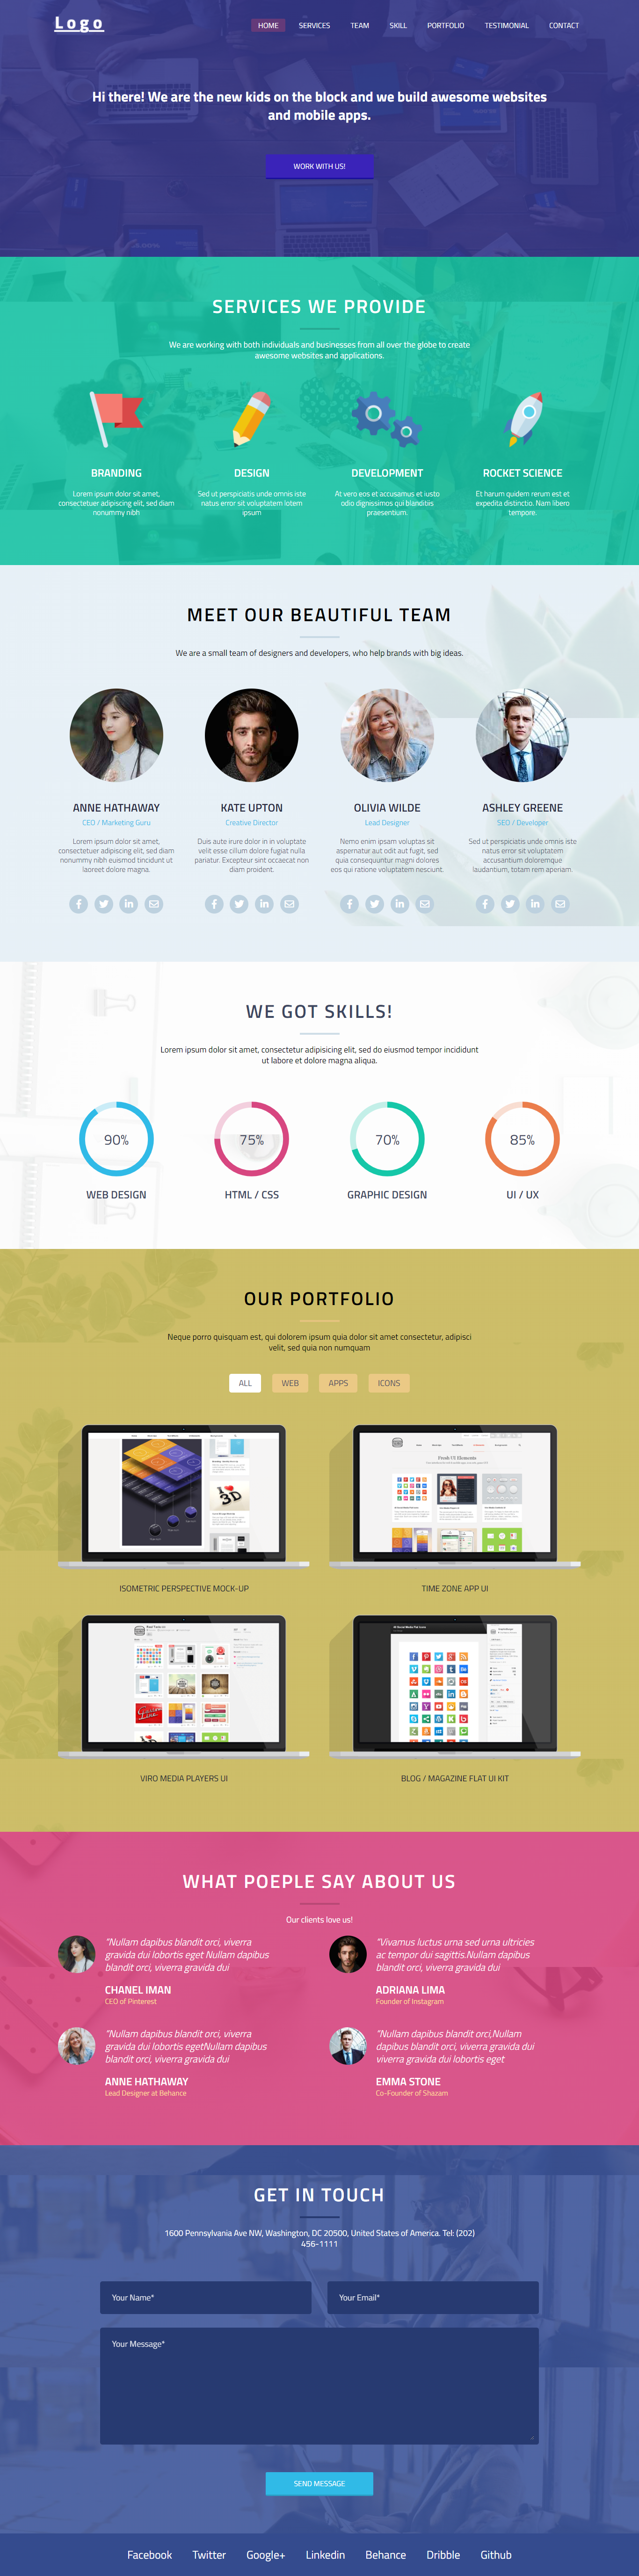 Logo
HOME SERVICES TEAM SKILL PORTFOLIO TESTIMONIAL CONTACT
Hi there! We are the new kids on the block and we build awesome websites
and mobile apps.
WORK WITH US!
SERVICES WE PROVIDE
We are working with both individuals and businesses from all over the globe to create
awesome websites and applications.
BRANDING
Lorem ipsum dolor sit amet,
consectetuer adipiscing elit, sed diam
nonummy nibh
DESIGN
Sed ut perspiciatis unde omnis iste
natus error sit voluptatem lotem
ipsum
DEVELOPMENT
At vero eos et accusamus et iusto
odio dignissimos qui blanditiis
praesentium.
ROCKET SCIENCE
Et harum quidem rerum est et
expedita distinctio. Nam libero
tempore.
MEET OUR BEAUTIFUL TEAM
We are a small team of designers and developers, who help brands with big ideas.
ANNE HATHAWAY
CEO / Marketing Guru
Lorem ipsum dolor sit amet,
consectetuer adipiscing elit, sed diam
nonummy nibh euismod tincidunt ut
laoreet dolore magna.
KATE UPTON
Creative Director
Duis aute irure dolor in in voluptate
velit esse cillum dolore fugiat nulla
pariatur. Excepteur sint occaecat non
diam proident.
OLIVIA WILDE
Lead Designer
Nemo enim ipsam voluptas sit
aspernatur aut odit aut fugit, sed
quia consequuntur magni dolores
eos qui ratione voluptatem nesciunt.
ASHLEY GREENE
SEO / Developer
Sed ut perspiciatis unde omnis iste
natus error sit voluptatem
accusantium doloremque
laudantium, totam rem aperiam.
WE GOT SKILLS!
Lorem ipsum dolor sit amet, consectetur adipisicing elit, sed do eiusmod tempor incididunt
ut labore et dolore magna aliqua.
90% 75% 70% 85%
WEB DESIGN HTML / CSS GRAPHIC DESIGN UI / UX
OUR PORTFOLIO
Neque porro quisquam est, qui dolorem ipsum quia dolor sit amet consectetur, adipisci
velit, sed quia non numquam
ALL WEB APPS ICONS
I 3D
Fresh UI Elements
ISOMETRIC PERSPECTIVE MOCK-UP
TIME ZONE APP UI
VIRO MEDIA PLAYERS UI
BLOG / MAGAZINE FLAT UI KIT
WHAT POEPLE SAY ABOUT US
Our clients love us!
"Nullam dapibus blandit orci, viverra
gravida dui lobortis eget Nullam dapibus
blandit orci, viverra gravida dui
CHANEL IMAN
CEO of Pinterest
"Vivamus luctus urna sed urna ultricies
ac tempor dui sagittis.Nullam dapibus
blandit orci, viverra gravida dui
ADRIANA LIMA
Founder of Instagram
"Nullam dapibus blandit orci, viverra
gravida dui lobortis egetNullam dapibus
blandit orci, viverra gravida dui
ANNE HATHAWAY
Lead Designer at Behance
"Nullam dapibus blandit orci,Nullam
dapibus blandit orci, viverra gravida dui
viverra gravida dui lobortis eget
EMMA STONE
Co-Founder of Shazam
GET IN TOUCH
1600 Pennsylvania Ave NW, Washington, DC 20500, United States of America. Tel: (202)
456-1111
Your Name*
Your Email*
Your Message*
SEND MESSAGE
Facebook Twitter Google+ Linkedin Behance Dribble Github